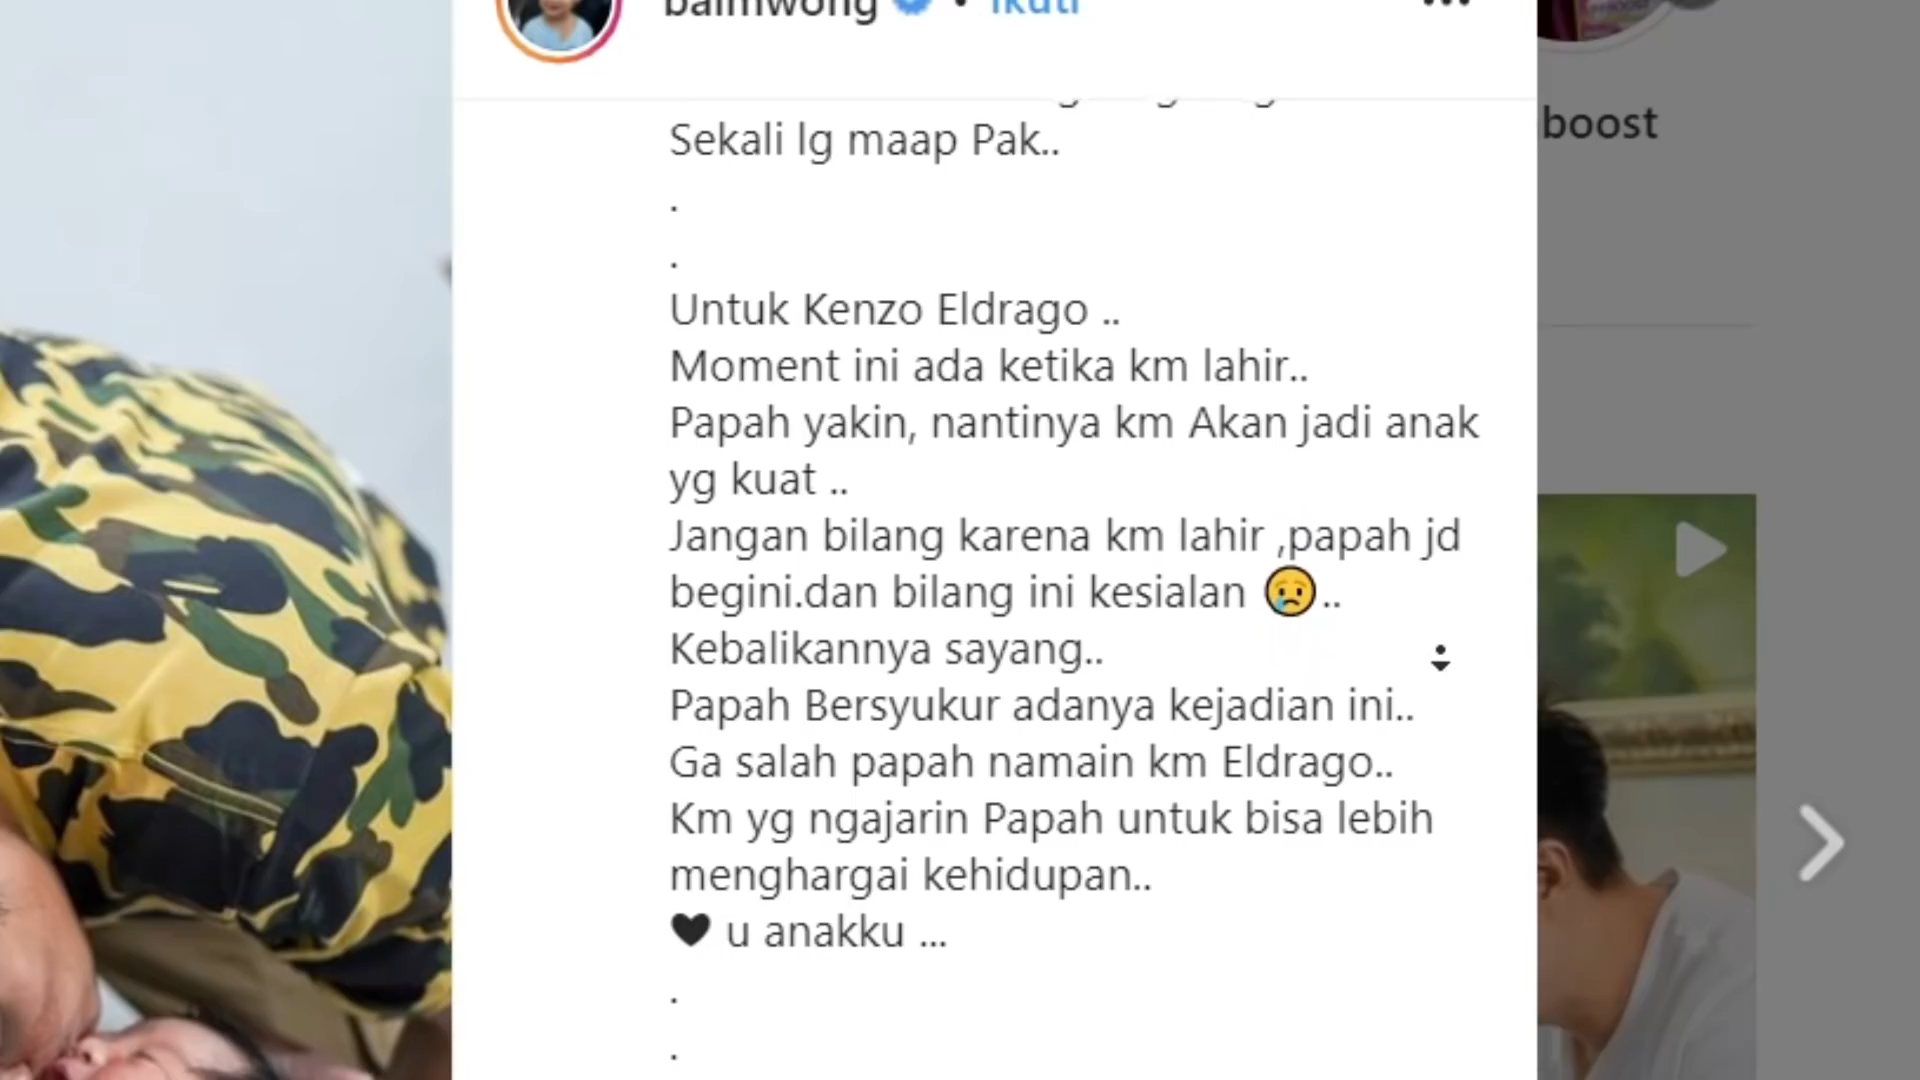 baimwong • Ikuti
boost
Sekali lg maap Pak..
.
.
Untuk Kenzo Eldrago ..
Moment ini ada ketika km lahir..
Papah yakin, nantinya km Akan jadi anak
yg kuat ..
Jangan bilang karena km lahir ,papah jd
begini.dan bilang ini kesialan 😢..
Kebalikannya sayang..
Papah Bersyukur adanya kejadian ini..
Ga salah papah namain km Eldrago..
Km yg ngajarin Papah untuk bisa lebih
menghargai kehidupan..
🖤 u anakku ...
.
.